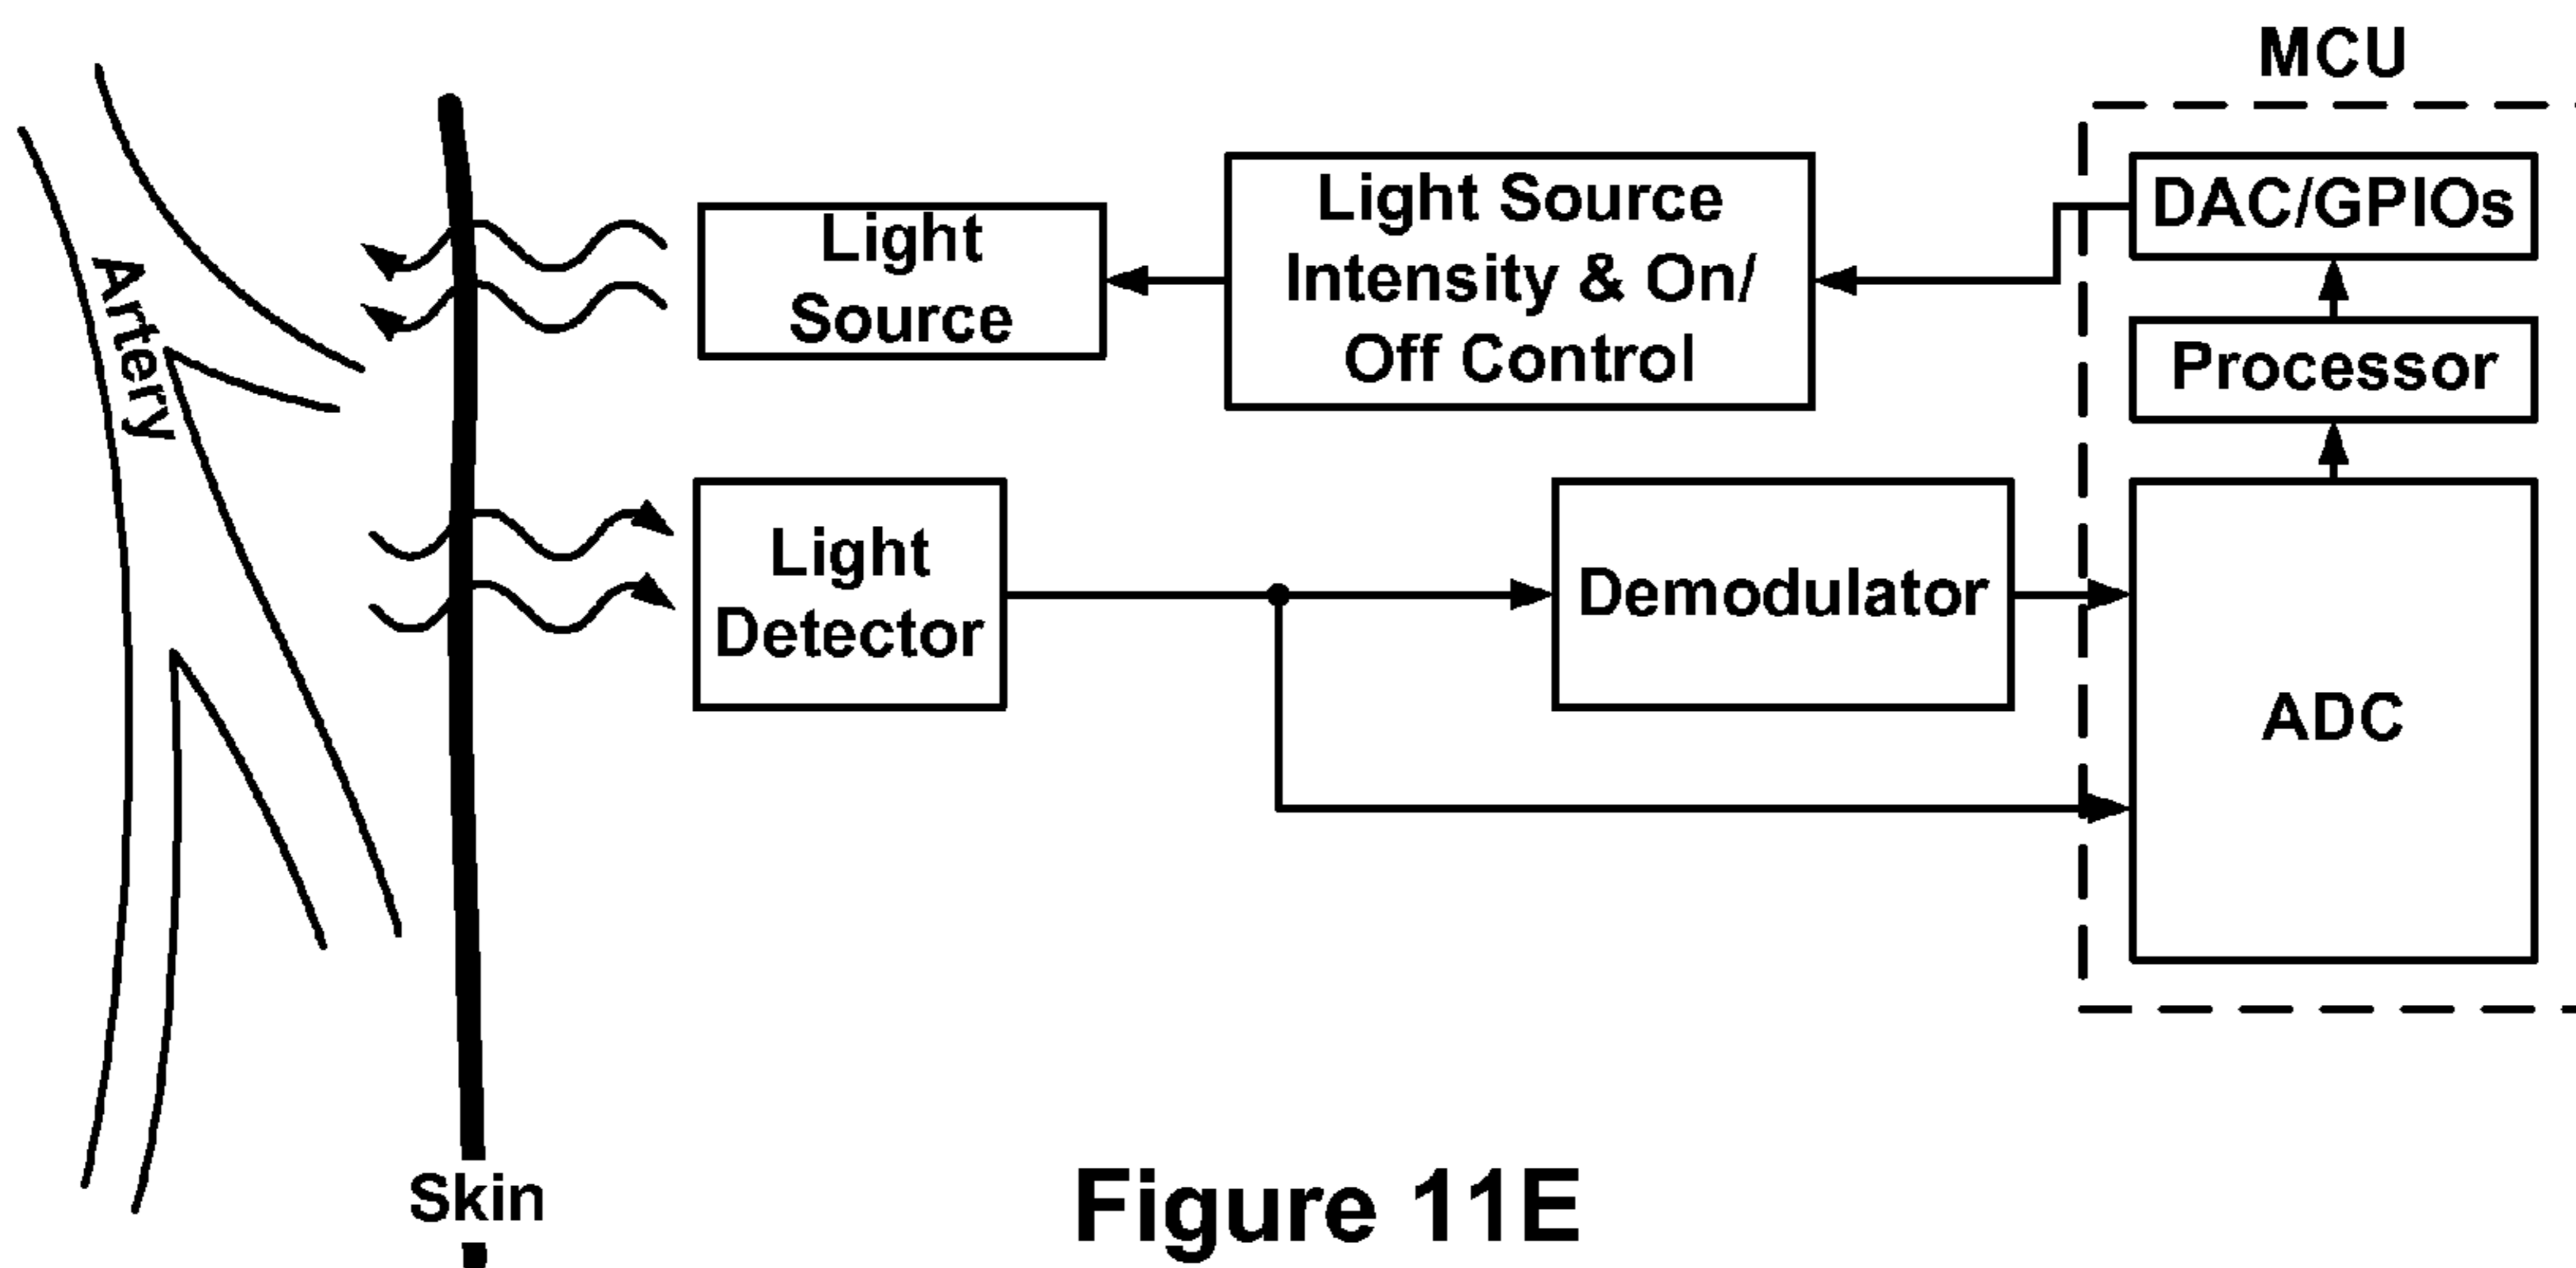 MCU
Light Source
Intensity & On/
Off Control
DAC/GPIOs
Light
Source
Processor
Artery
Light
Detector
Demodulator
ADC
Skin
Figure 11E